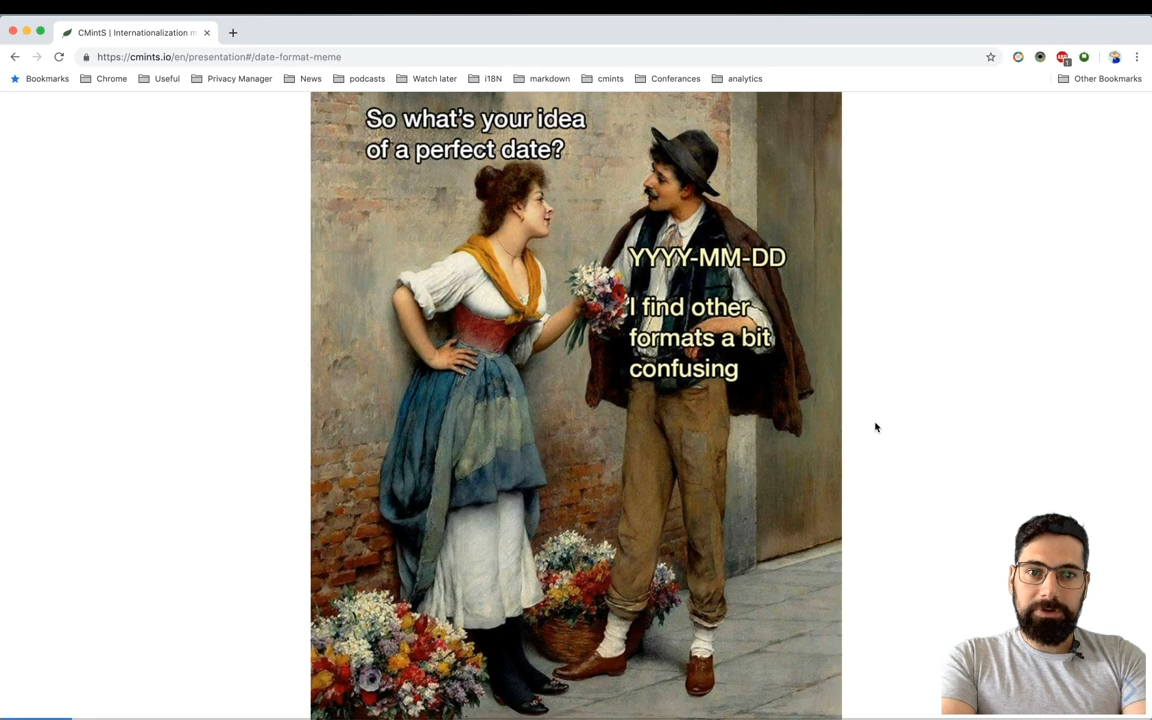 CMintS | Internationalization m
https://cmints.io/en/presentation#/date-format-meme
Bookmarks Chrome Useful Privacy Manager News podcasts Watch later i18N markdown cmints Conferances analytics Other Bookmarks
So what's your idea
of a perfect date?
YYYY-MM-DD
I find other
formats a bit
confusing